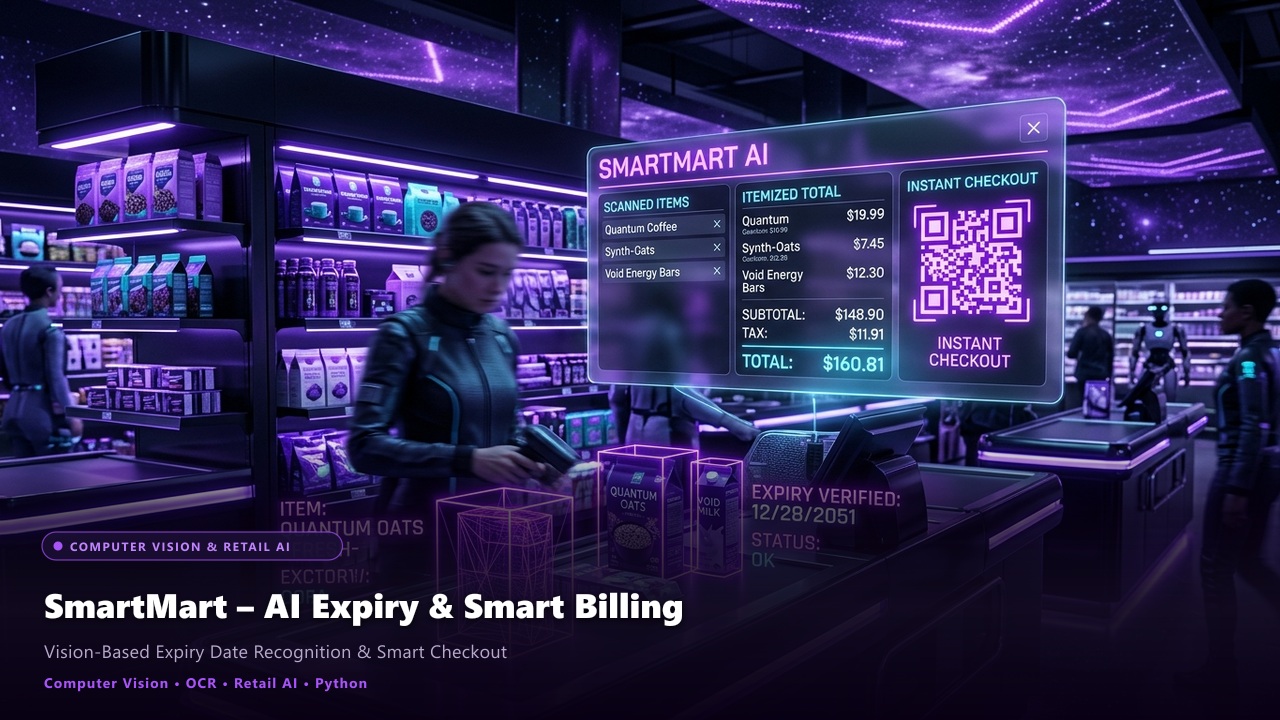 SMARTMART AI
SCANNED ITEMS
Quantum Coffee
Synth-Gats
Void Energy Bars
ITEMIZED TOTAL
Quantum $19.99
Synth-Oats $7.45
Void Energy Bars $12.30
SUBTOTAL: $148.90
TAX: $11.91
TOTAL: $160.81
INSTANT CHECKOUT
INSTANT
CHECKOUT
QUANTUM
OATS
VOID
MILK
EXPIRY VERIFIED:
12/28/2051
STATUS:
OK
ITEM:
QUANTUM OATS
COMPUTER VISION & RETAIL AI
SmartMart – AI Expiry & Smart Billing
Vision-Based Expiry Date Recognition & Smart Checkout
Computer Vision • OCR • Retail AI • Python